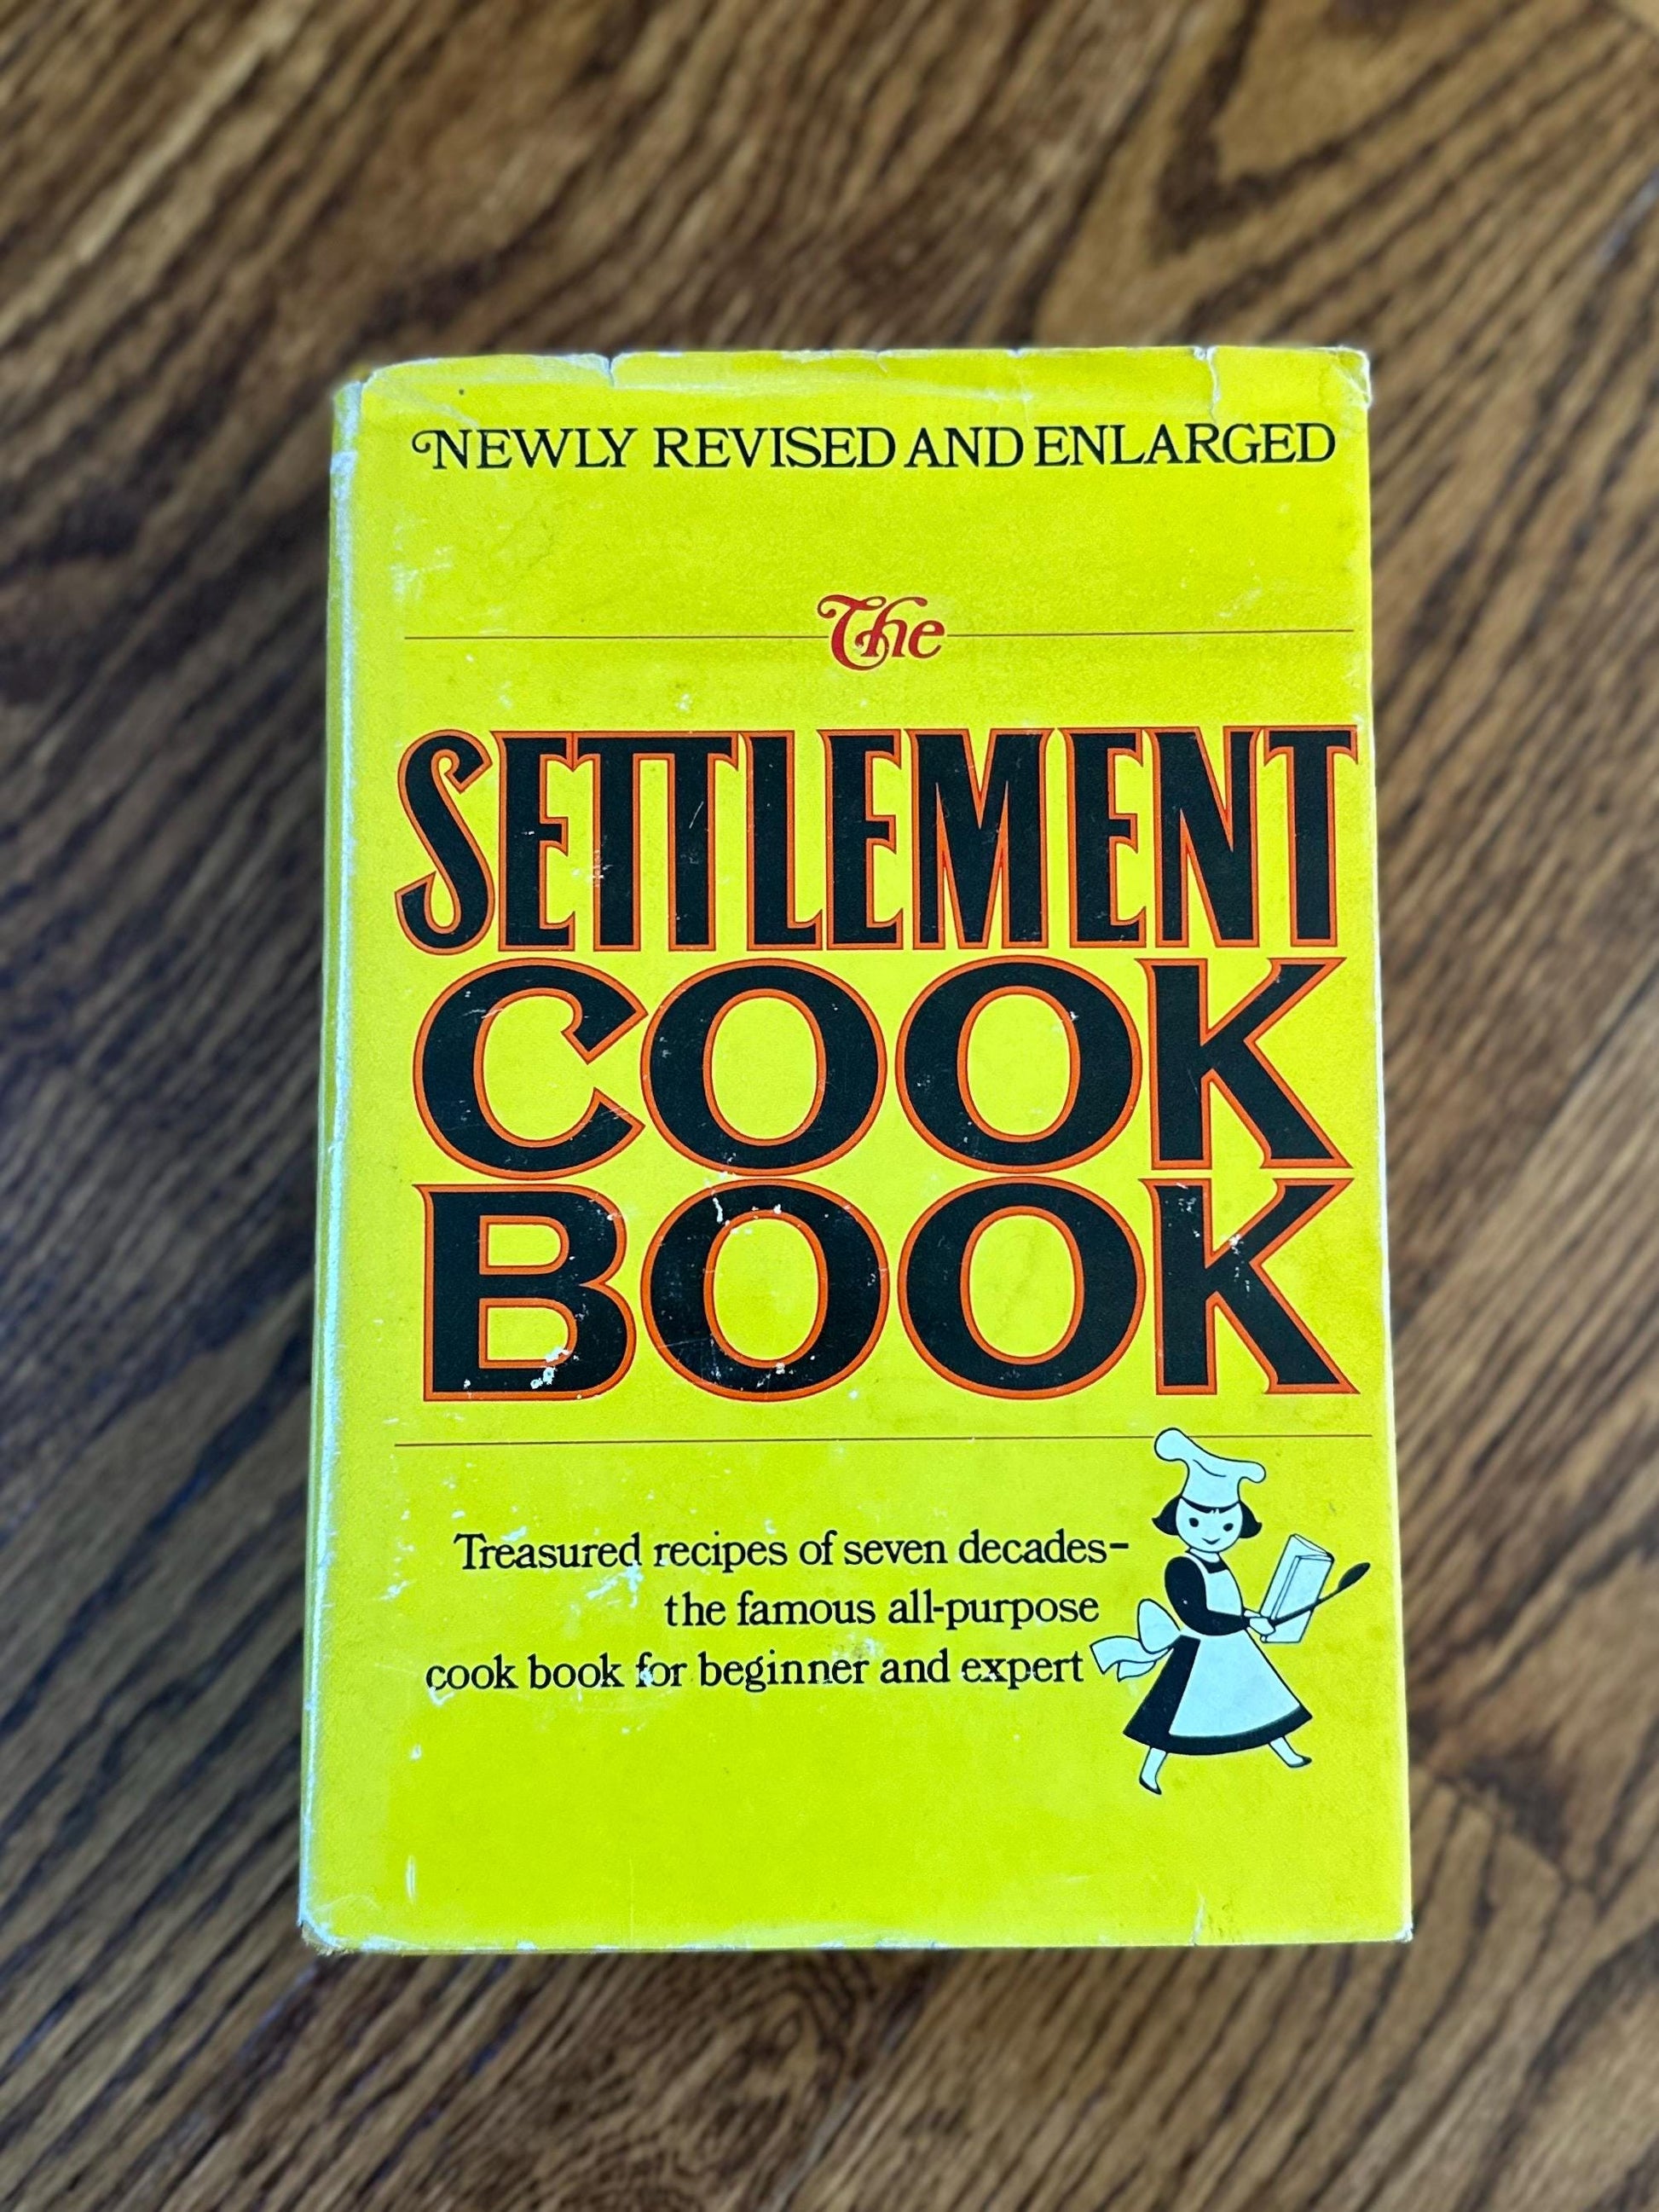 NEWLY REVISED AND ENLARGED
The
SETTLEMENT
COOK
BOOK
Treasured recipes of seven decades-
the famous all-purpose
cook book for beginner and expert